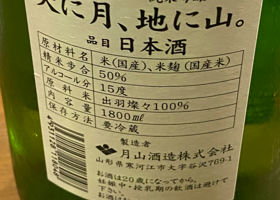 天に月、地に山。
品目 日本酒
原材料名 米(国産)、米麹(国産米)
精米歩合 50%
アルコール分 15度
原料米 出羽燦々100%
内容量 1800㎖
保存方法 要冷蔵
製造者
月山酒造株式会社
山形県寒河江市大字谷沢769-1
お酒は20歳になってから。
妊娠中・授乳期の飲酒は避けて
下さい。